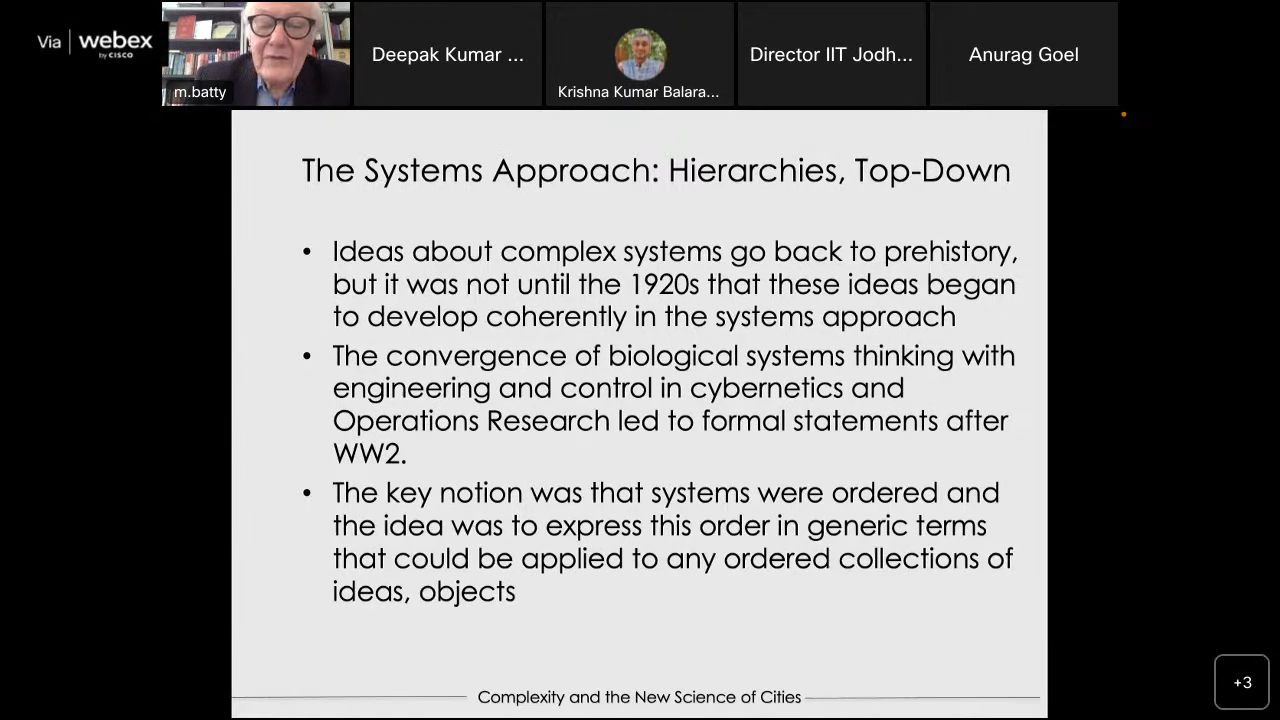 Via | webex
by CISCO
m.batty
Deepak Kumar ...
Krishna Kumar Balara...
Director IIT Jodh...
Anurag Goel
The Systems Approach: Hierarchies, Top-Down
• Ideas about complex systems go back to prehistory,
but it was not until the 1920s that these ideas began
to develop coherently in the systems approach
• The convergence of biological systems thinking with
engineering and control in cybernetics and
Operations Research led to formal statements after
WW2.
• The key notion was that systems were ordered and
the idea was to express this order in generic terms
that could be applied to any ordered collections of
ideas, objects
Complexity and the New Science of Cities
+3